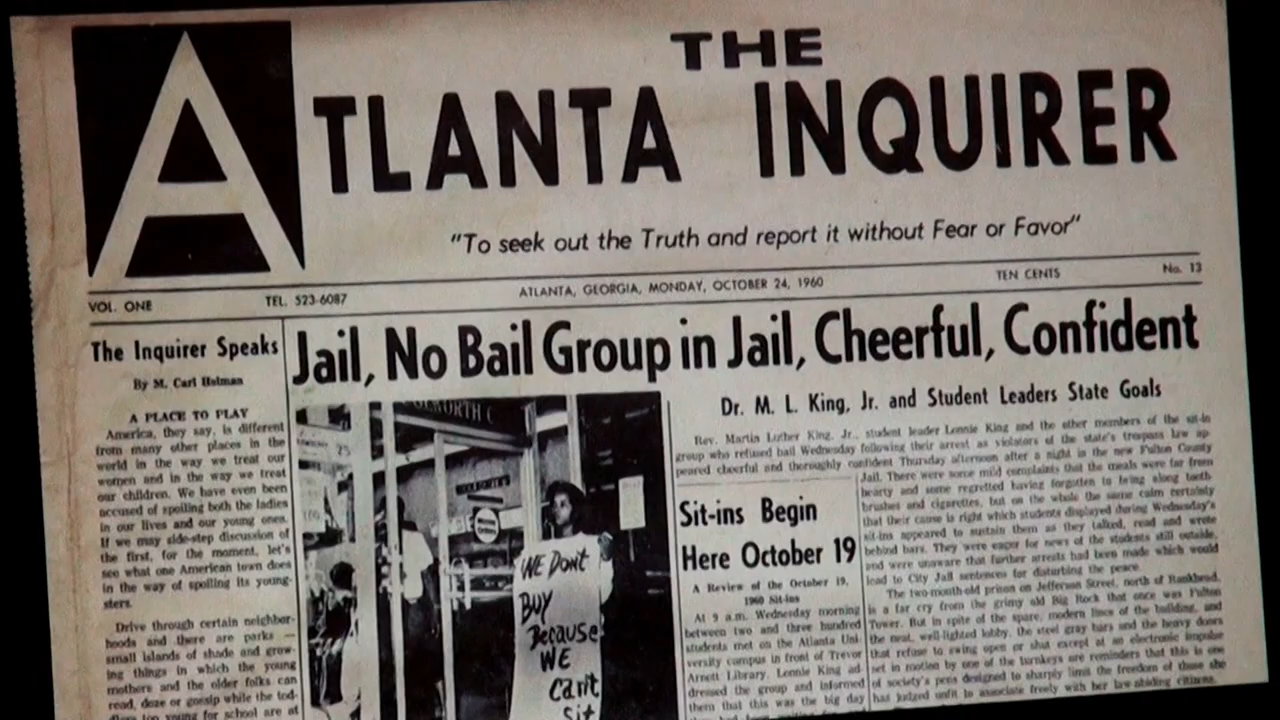 THE
ATLANTA INQUIRER
"To seek out the Truth and report it without Fear or Favor"
VOL. ONE TEL. 523-6087 ATLANTA, GEORGIA, MONDAY, OCTOBER 24, 1960 TEN CENTS No. 13
The Inquirer Speaks
By M. Carl Holman
A PLACE TO PLAY
America, they say, is different
from many other places in the
world in the way we treat our
women and in the way we treat
our children. We have even been
accused of spoiling both the ladies
in our lives and our young ones.
If we may side-step discussion of
the first, for the moment, let's
see what one American town does
in the way of spoiling its young-
sters.
Drive through certain neighbor-
hoods and there are parks —
small islands of shade and grow-
ing things in which the young
mothers and the older folks can
read, doze or gossip while the tod-
dlers too young for school are at
Jail, No Bail Group in Jail, Cheerful, Confident
WE DON'T
BUY
Because
WE
Can't
Sit
Dr. M. L. King, Jr. and Student Leaders State Goals
Rev. Martin Luther King, Jr., student leader Lonnie King and the other members of the sit-in
group who refused bail Wednesday following their arrest as violators of the state's trespass law ap-
peared cheerful and thoroughly confident Thursday afternoon after a night in the new Fulton County
Jail. There were some mild complaints that the meals were far from
hearty and some regretted having forgotten to bring along tooth-
brushes and cigarettes, but on the whole the same calm certainty
that their cause is right which students displayed during Wednesday's
sit-ins appeared to sustain them as they talked, read and wrote
behind bars. They were eager for news of the students still outside,
and were unaware that further arrests had been made which would
lead to City Jail sentences for disturbing the peace.
The two-month-old prison on Jefferson Street, north of Bankhead,
is a far cry from the grimy old Big Rock that once was Fulton
Tower. But in spite of the spare, modern lines of the building, and
the neat, well-lighted lobby, the steel gray bars and the heavy doors
that refuse to swing open or shut except at an electronic impulse
set in motion by one of the turnkeys are reminders that this is one
of society's pens designed to sharply limit the freedom of those she
has judged unfit to associate freely with her law-abiding citizens.
Sit-ins Begin
Here October 19
A Review of the October 19,
1960 Sit-ins
At 9 a.m. Wednesday morning
between two and three hundred
students met on the Atlanta Uni-
versity campus in front of Trevor
Arnett Library. Lonnie King ad-
dressed the group and informed
them that this was the big day